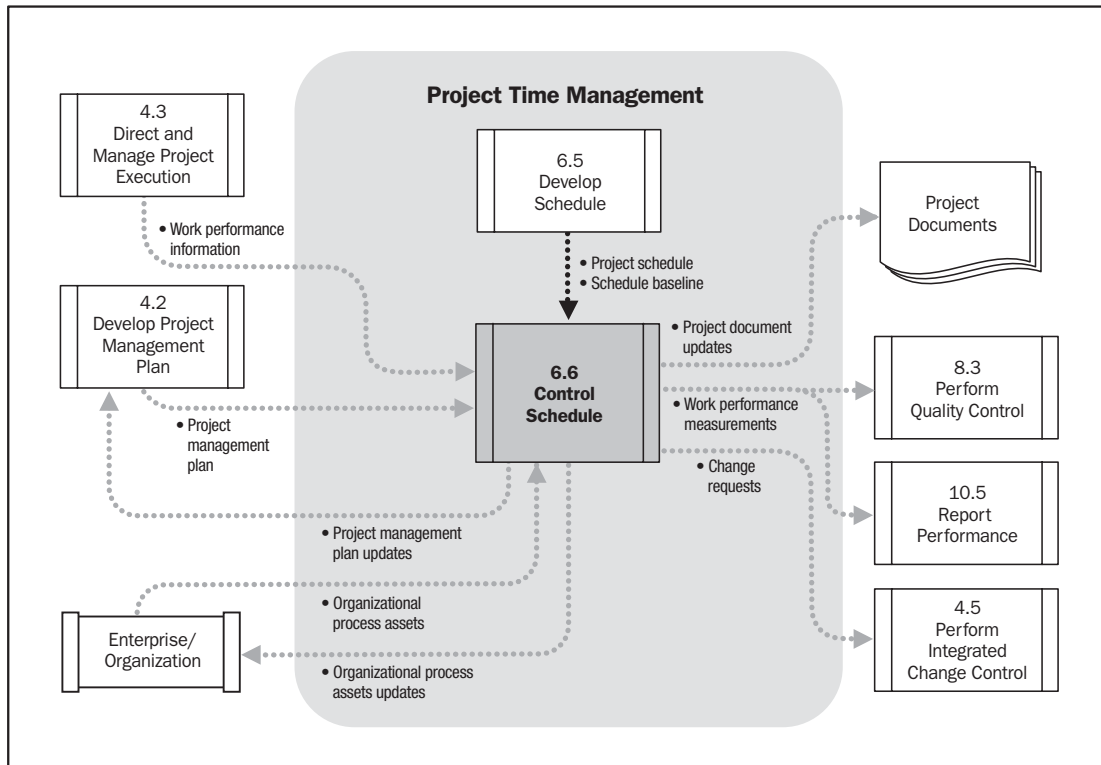 Project Time Management
4.3
Direct and
Manage Project
Execution
6.5
Develop
Schedule
Project
Documents
• Work performance
information
• Project schedule
• Schedule baseline
4.2
Develop Project
Management
Plan
• Project document
updates
6.6
Control
Schedule
8.3
Perform
Quality Control
• Project
management
plan
• Work performance
measurements
• Change
requests
10.5
Report
Performance
• Project management
plan updates
• Organizational
process assets
Enterprise/
Organization
• Organizational process
assets updates
4.5
Perform
Integrated
Change Control